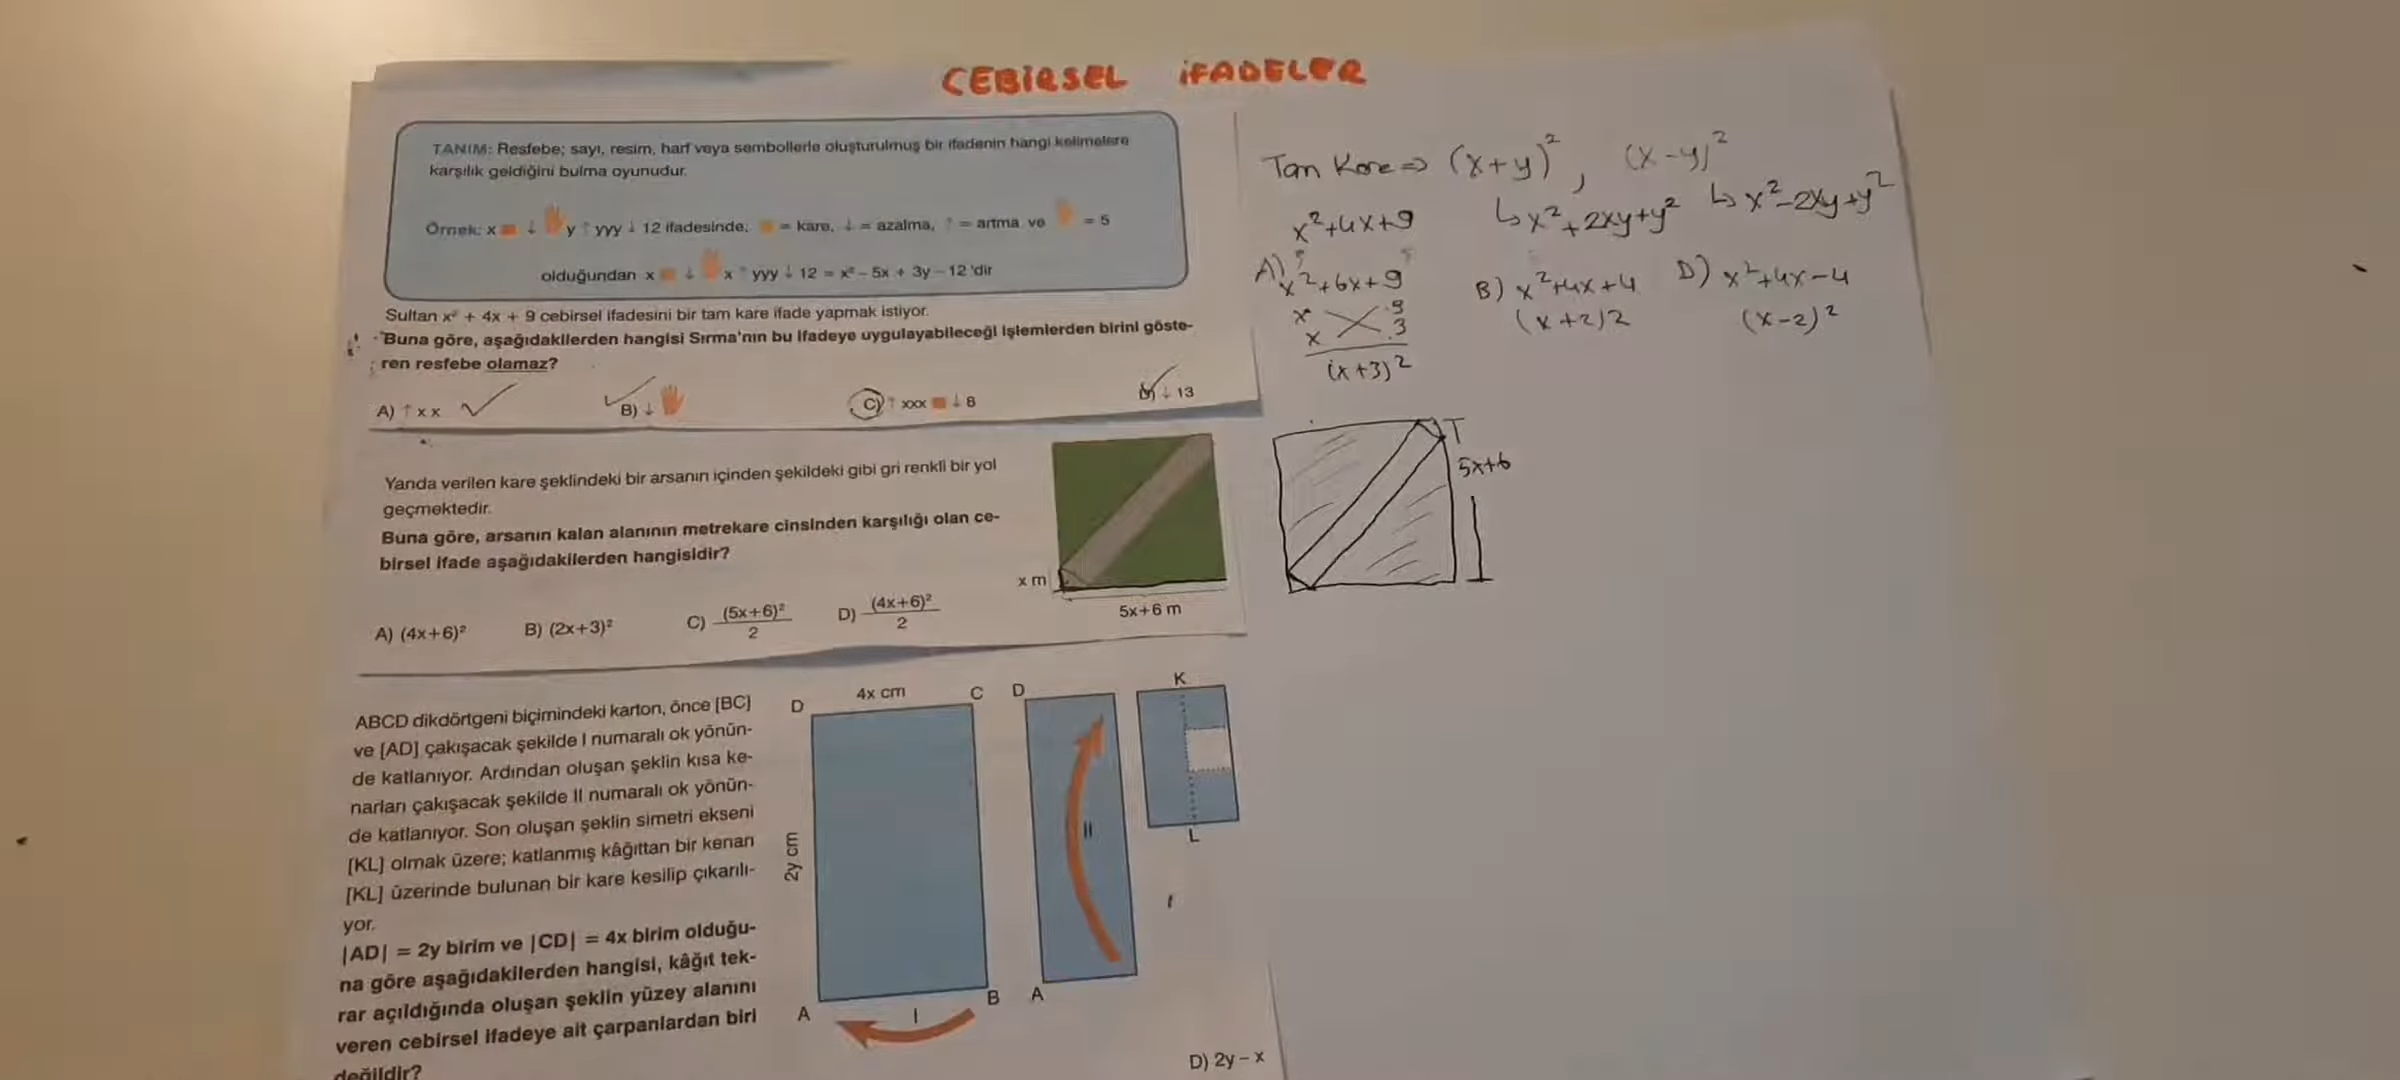 CEBİRSEL İFADELER
TANIM: Resfebe; sayı, resim, harf veya sembollerle oluşturulmuş bir ifadenin hangi kelimelere
karşılık geldiğini bulma oyunudur.
Örnek: x ↓ y ↑ yyy ↓ 12 ifadesinde, = kare, ↓ = azalma, ↑ = artma ve = 5
olduğundan x ↓ x ↑ yyy ↓ 12 = x² – 5x + 3y – 12 'dir
Sultan x² + 4x + 9 cebirsel ifadesini bir tam kare ifade yapmak istiyor.
Buna göre, aşağıdakilerden hangisi Sırma'nın bu ifadeye uygulayabileceği işlemlerden birini göste-
ren resfebe olamaz?
A) ↑ x x
B) ↓
C) ↑ xxx ↓ 8
↓ 13
Yanda verilen kare şeklindeki bir arsanın içinden şekildeki gibi gri renkli bir yol
geçmektedir.
Buna göre, arsanın kalan alanının metrekare cinsinden karşılığı olan ce-
birsel ifade aşağıdakilerden hangisidir?
A) (4x+6)²
B) (2x+3)²
C) (5x+6)²/2
D) (4x+6)²/2
x m
5x+6 m
ABCD dikdörtgeni biçimindeki karton, önce [BC]
ve [AD] çakışacak şekilde I numaralı ok yönün-
de katlanıyor. Ardından oluşan şeklin kısa ke-
narları çakışacak şekilde II numaralı ok yönün-
de katlanıyor. Son oluşan şeklin simetri ekseni
[KL] olmak üzere; katlanmış kâğıttan bir kenarı
[KL] üzerinde bulunan bir kare kesilip çıkarılı-
yor.
|AD| = 2y birim ve |CD| = 4x birim olduğu-
na göre aşağıdakilerden hangisi, kâğıt tek-
rar açıldığında oluşan şeklin yüzey alanını
veren cebirsel ifadeye ait çarpanlardan biri
değildir?
D 4x cm C
2y cm
A I B
D
II
A
K
L
D) 2y – x
Tam Kare ⇒ (x+y)², (x-y)²
↳ x²+2xy+y² ↳ x²-2xy+y²
x²+4x+9
A) x²+6x+9
x 3
x 3
(x+3)²
B) x²+4x+4
(x+2)2
D) x²+4x-4
(x-2)²
T
5x+6